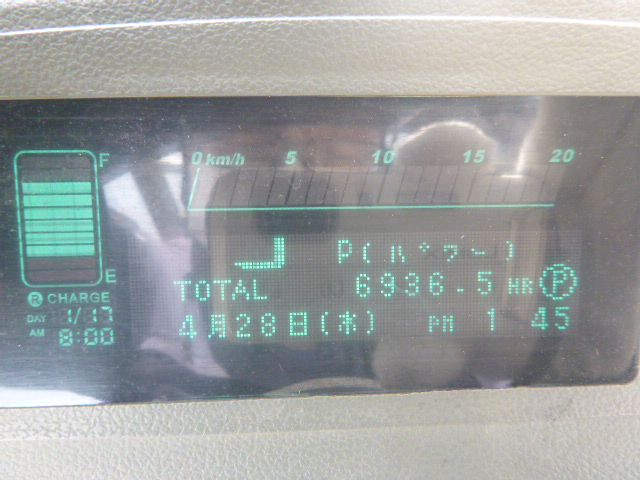 0 km/h 5 10 15 20
F
E
P(パワー)
TOTAL 6936.5 HR P
R CHARGE
DAY 1/17
AM 8:00
4月28日(木) PM 1 45